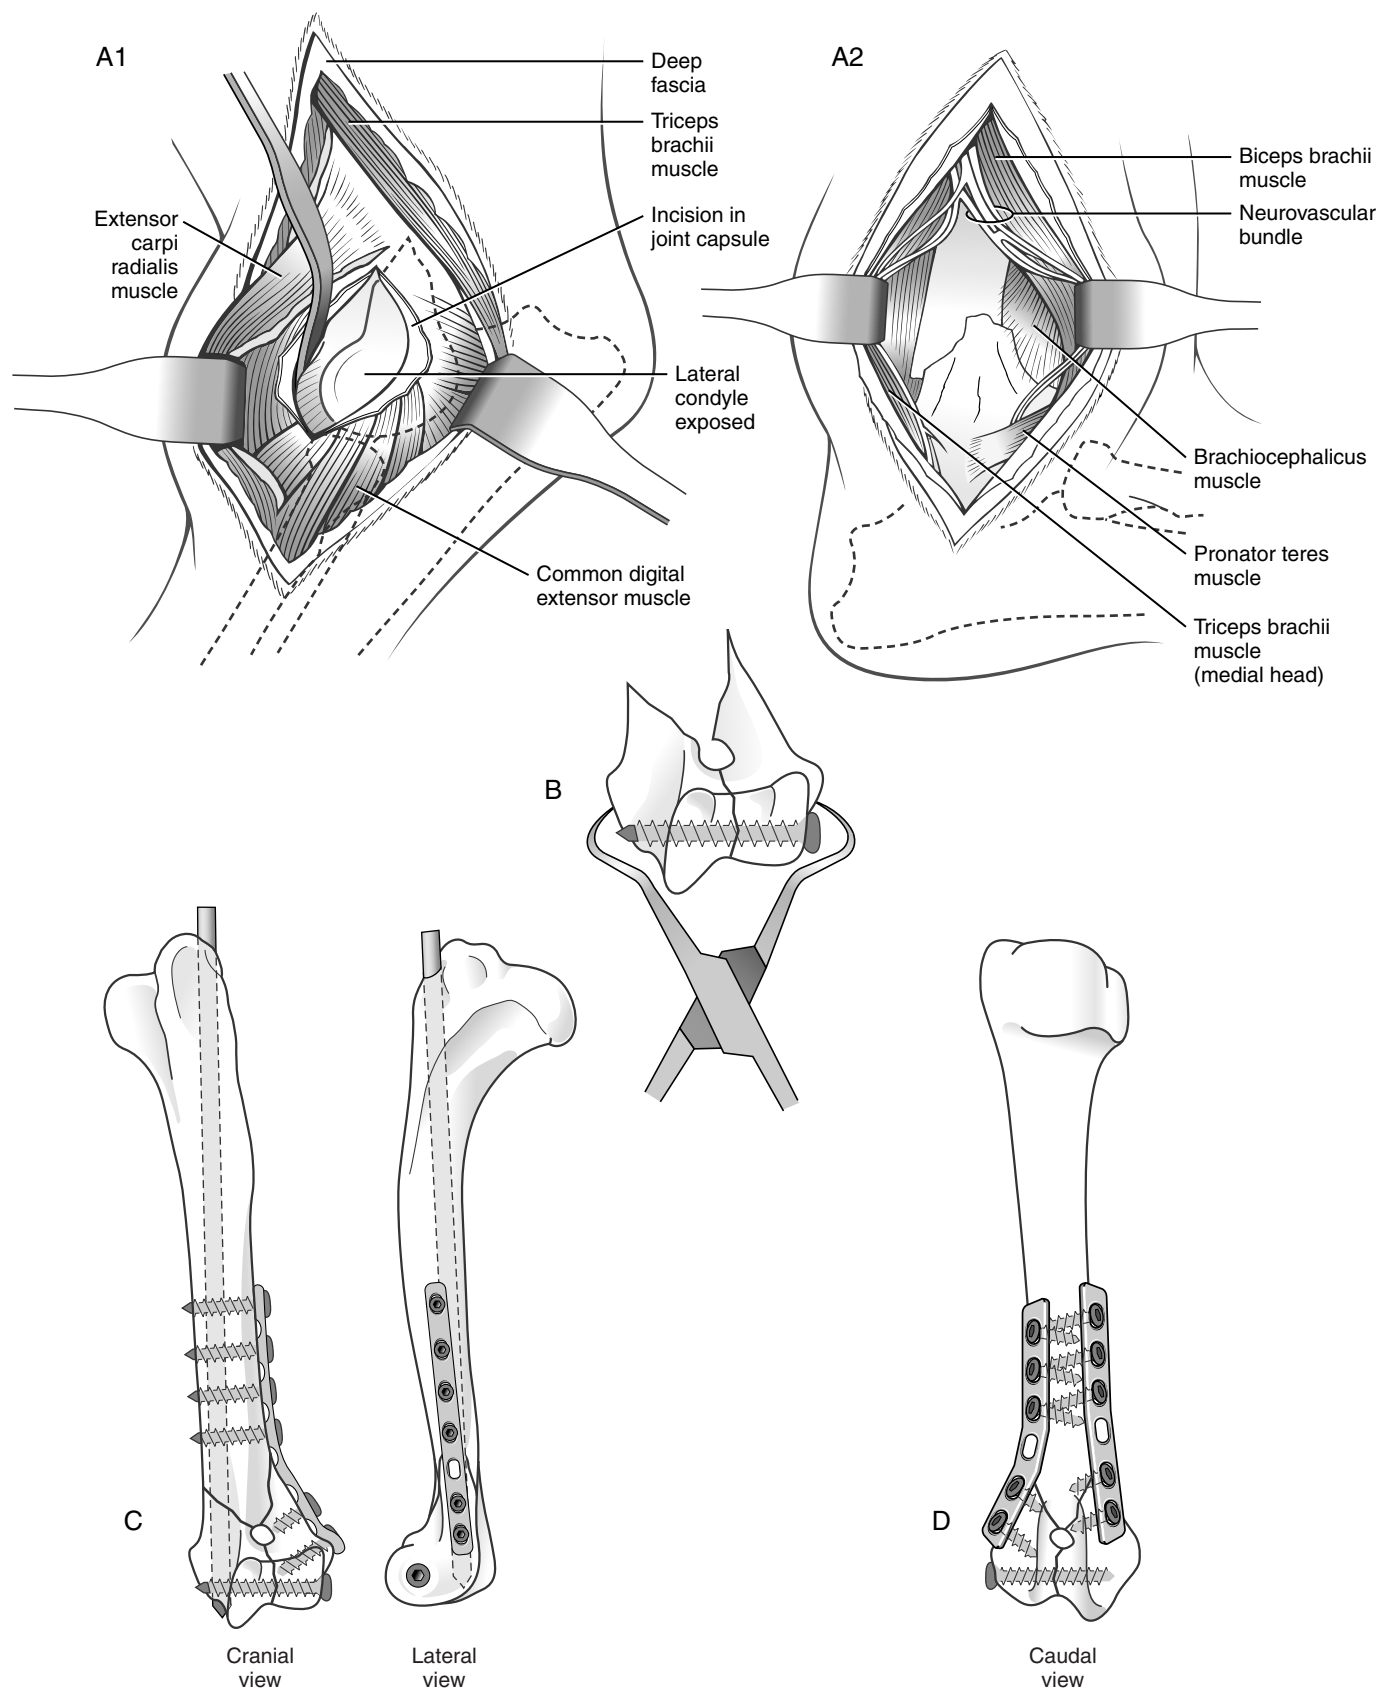 A1
Deep
fascia
Triceps
brachii
muscle
Extensor
carpi
radialis
muscle
Incision in
joint capsule
Lateral
condyle
exposed
Common digital
extensor muscle
A2
Biceps brachii
muscle
Neurovascular
bundle
Brachiocephalicus
muscle
Pronator teres
muscle
Triceps brachii
muscle
(medial head)
B
C
Cranial
view
Lateral
view
D
Caudal
view